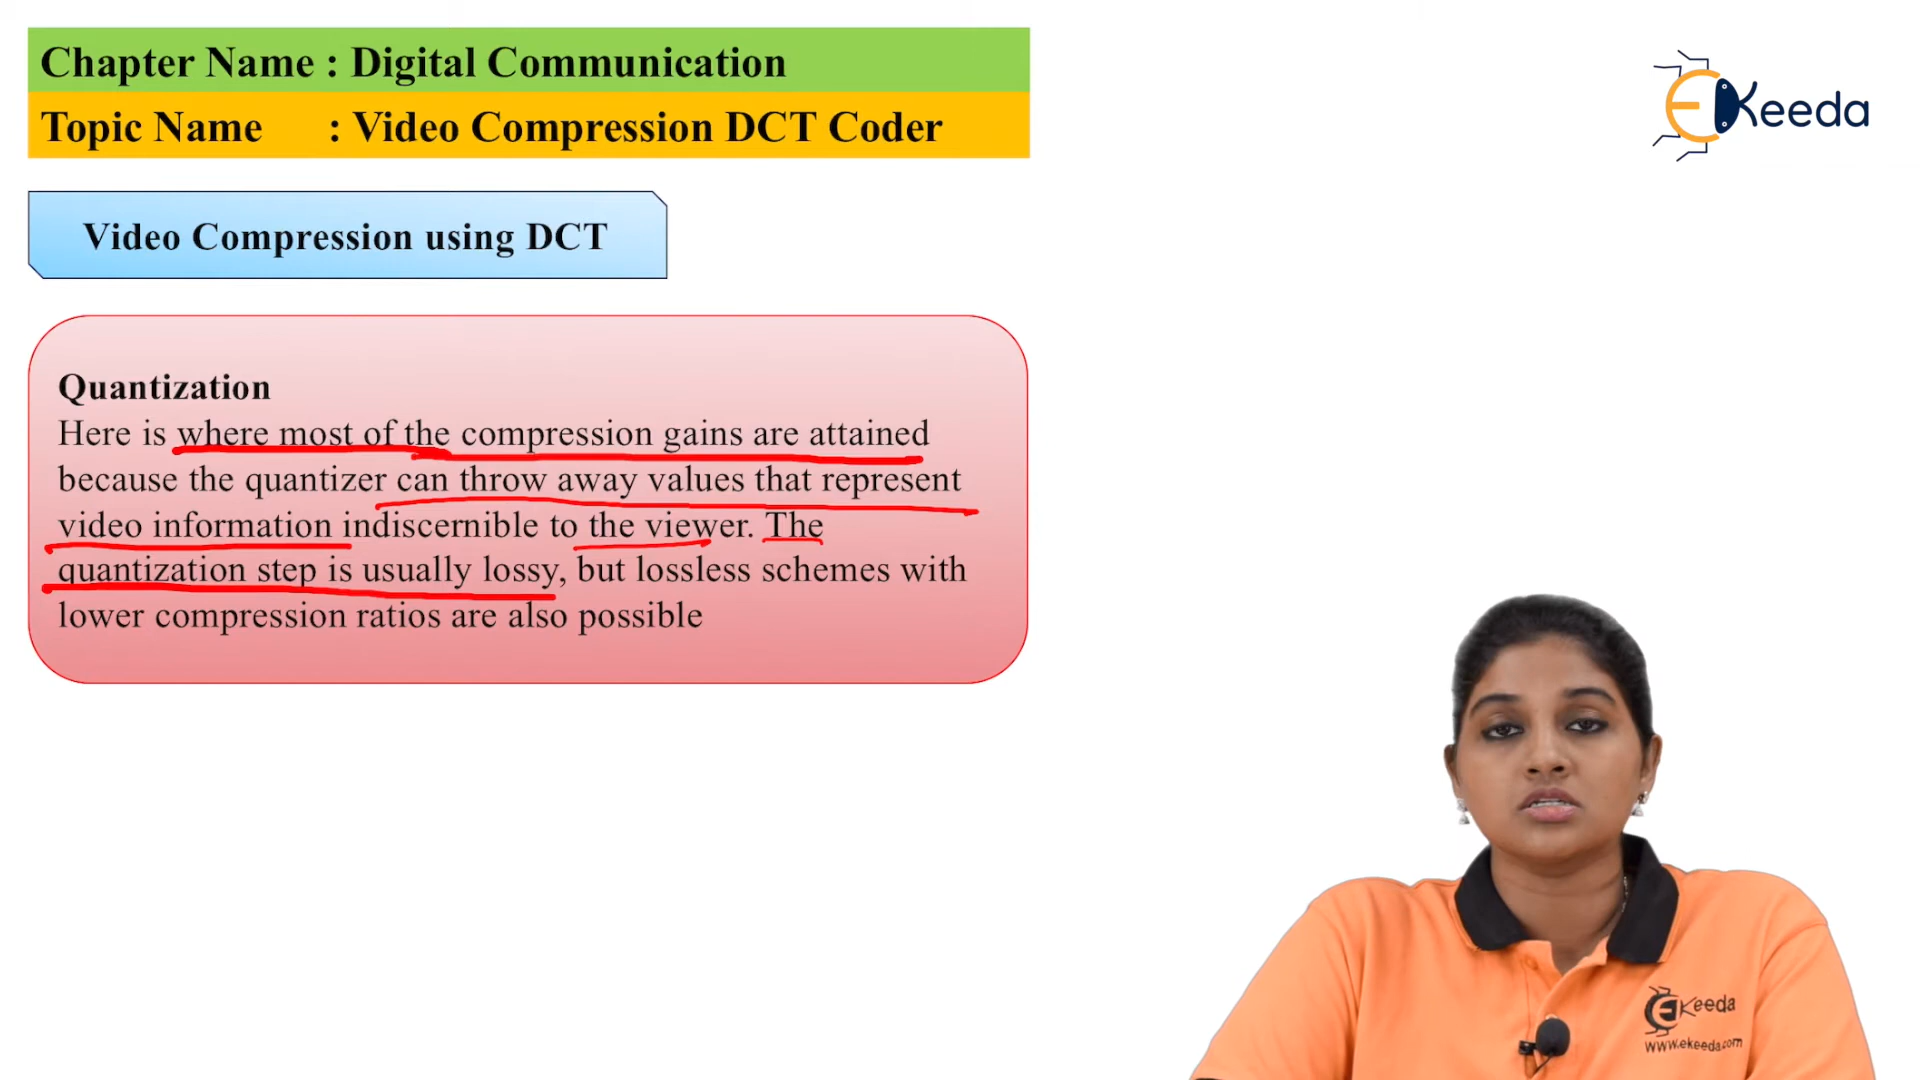 Chapter Name : Digital Communication
Topic Name : Video Compression DCT Coder
EKeeda
Video Compression using DCT
Quantization
Here is where most of the compression gains are attained
because the quantizer can throw away values that represent
video information indiscernible to the viewer. The
quantization step is usually lossy, but lossless schemes with
lower compression ratios are also possible
EKeeda
www.ekeeda.com